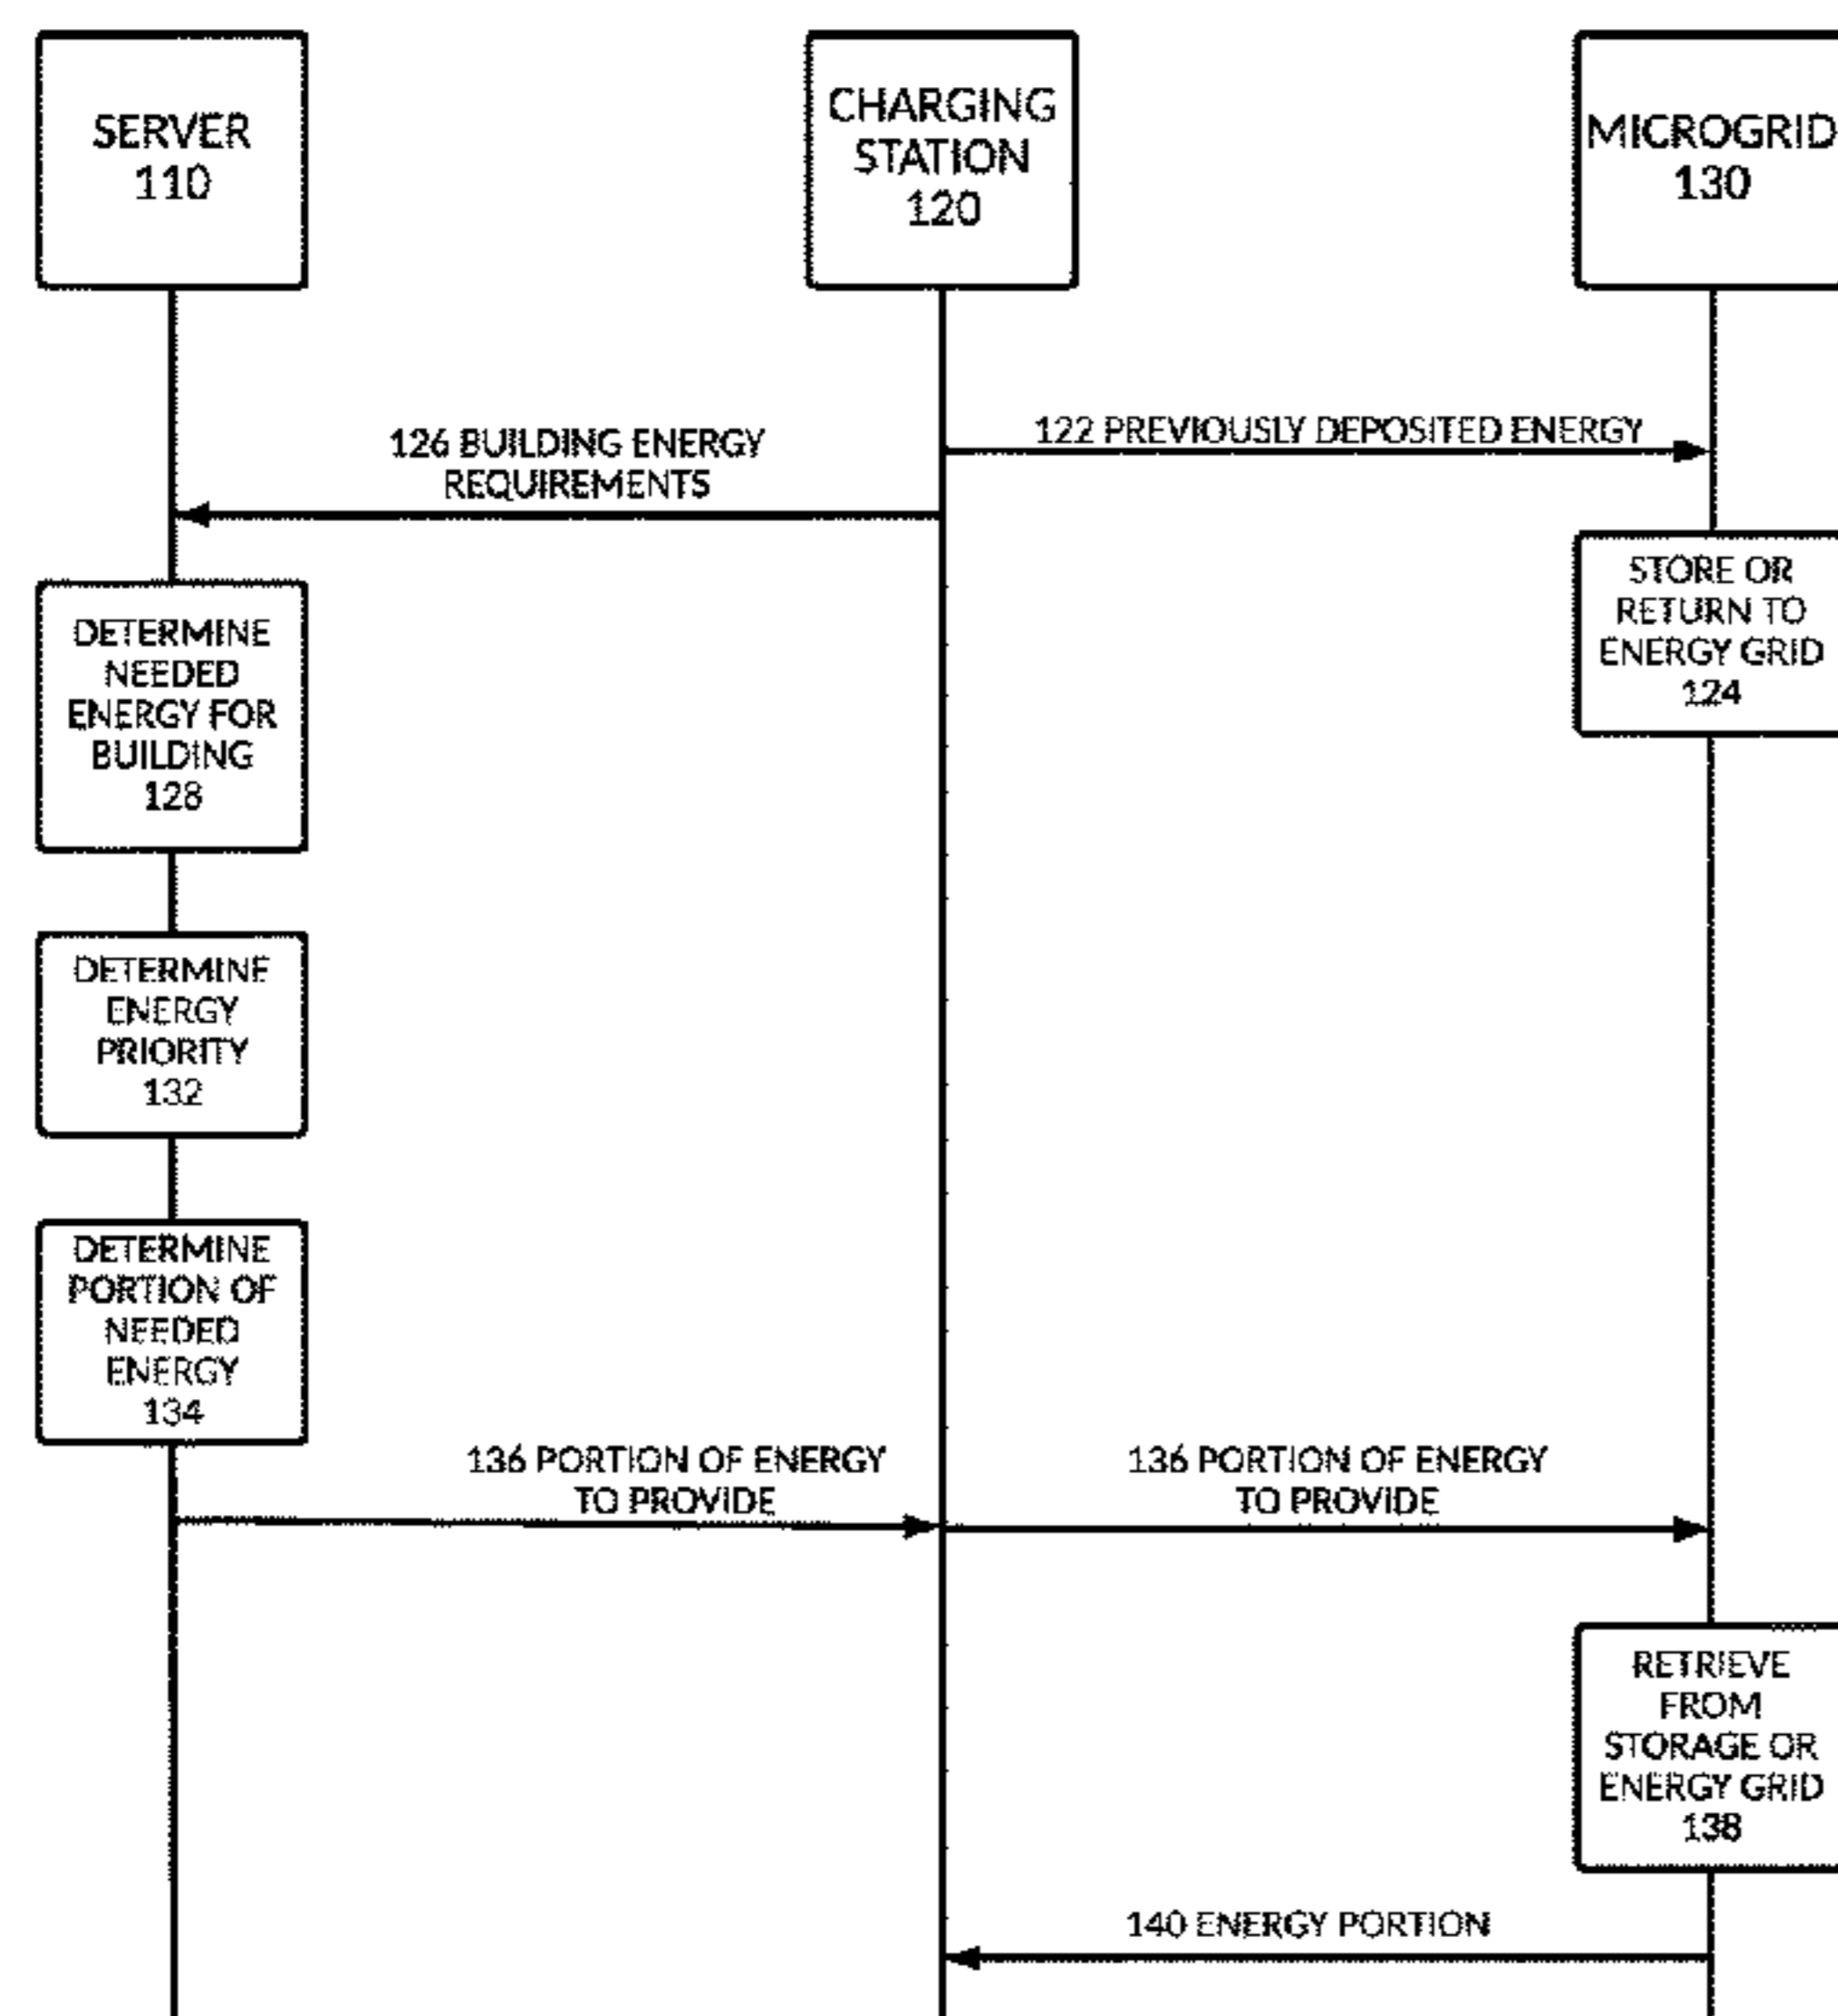 SERVER
110
CHARGING
STATION
120
MICROGRID
130
122 PREVIOUSLY DEPOSITED ENERGY
126 BUILDING ENERGY
REQUIREMENTS
STORE OR
RETURN TO
ENERGY GRID
124
DETERMINE
NEEDED
ENERGY FOR
BUILDING
128
DETERMINE
ENERGY
PRIORITY
132
DETERMINE
PORTION OF
NEEDED
ENERGY
134
136 PORTION OF ENERGY
TO PROVIDE
136 PORTION OF ENERGY
TO PROVIDE
RETRIEVE
FROM
STORAGE OR
ENERGY GRID
138
140 ENERGY PORTION